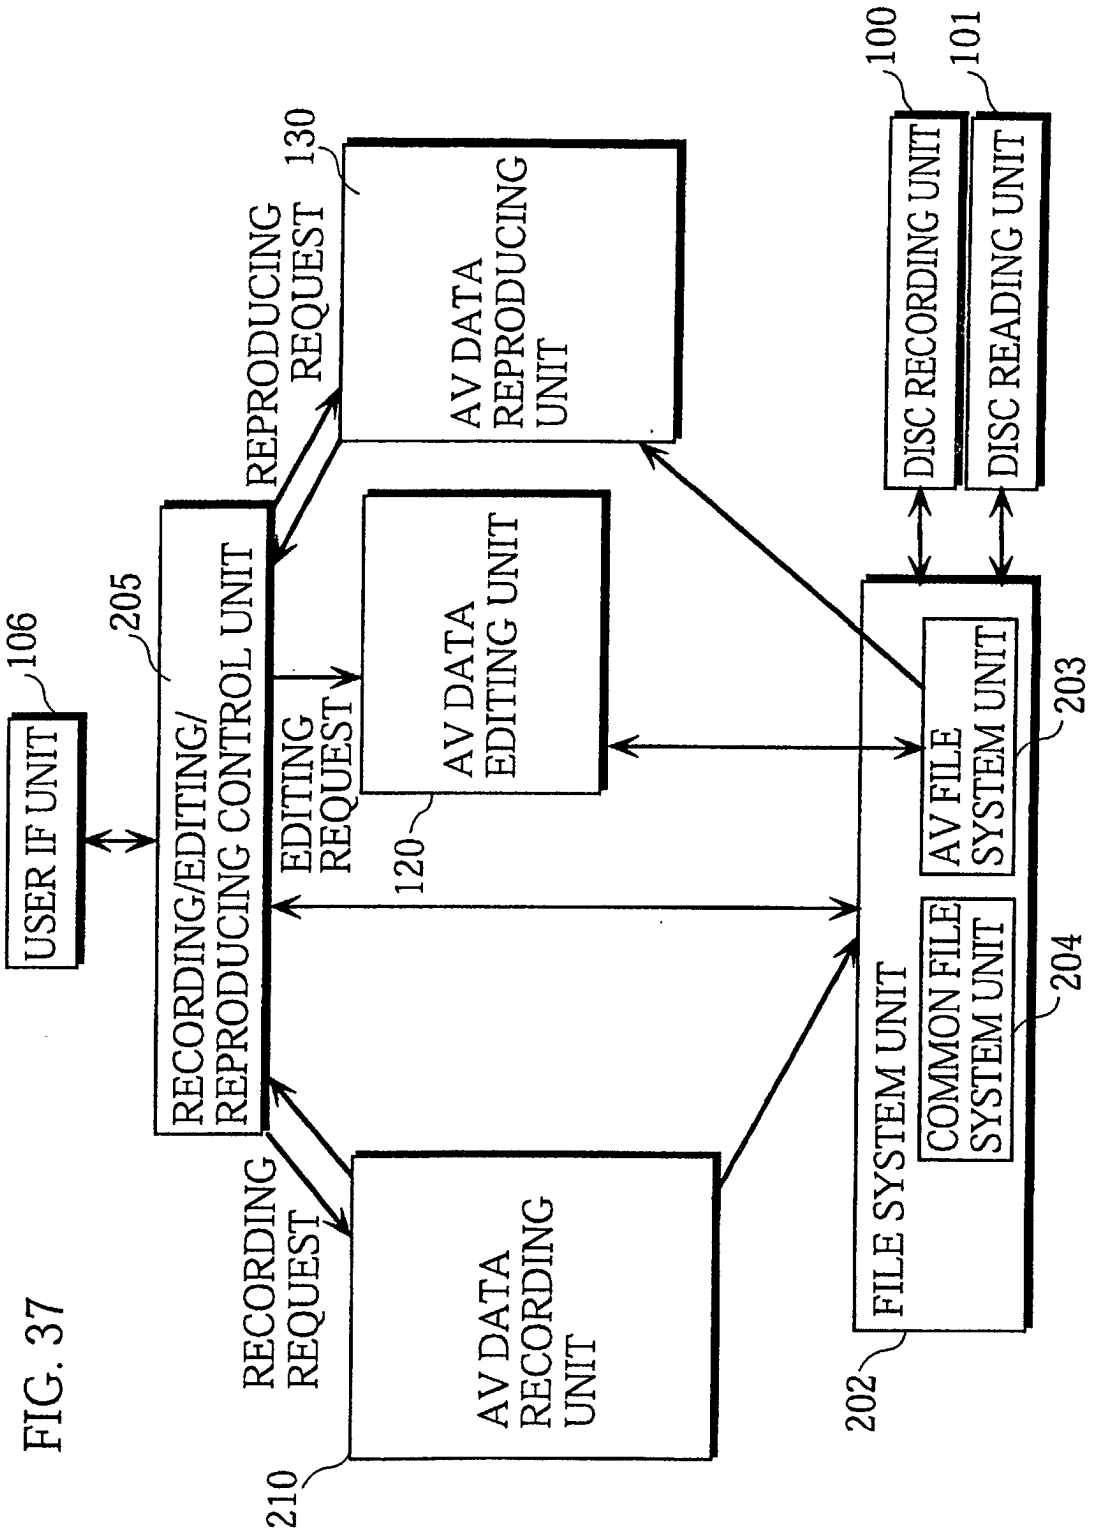 FIG. 37
USER IF UNIT
106
205
RECORDING/EDITING/
REPRODUCING CONTROL UNIT
RECORDING
REQUEST
EDITING
REQUEST
REPRODUCING
REQUEST
210
AV DATA
RECORDING
UNIT
120
AV DATA
EDITING UNIT
130
AV DATA
REPRODUCING
UNIT
202
FILE SYSTEM UNIT
COMMON FILE
SYSTEM UNIT
204
AV FILE
SYSTEM UNIT
203
DISC RECORDING UNIT
100
DISC READING UNIT
101